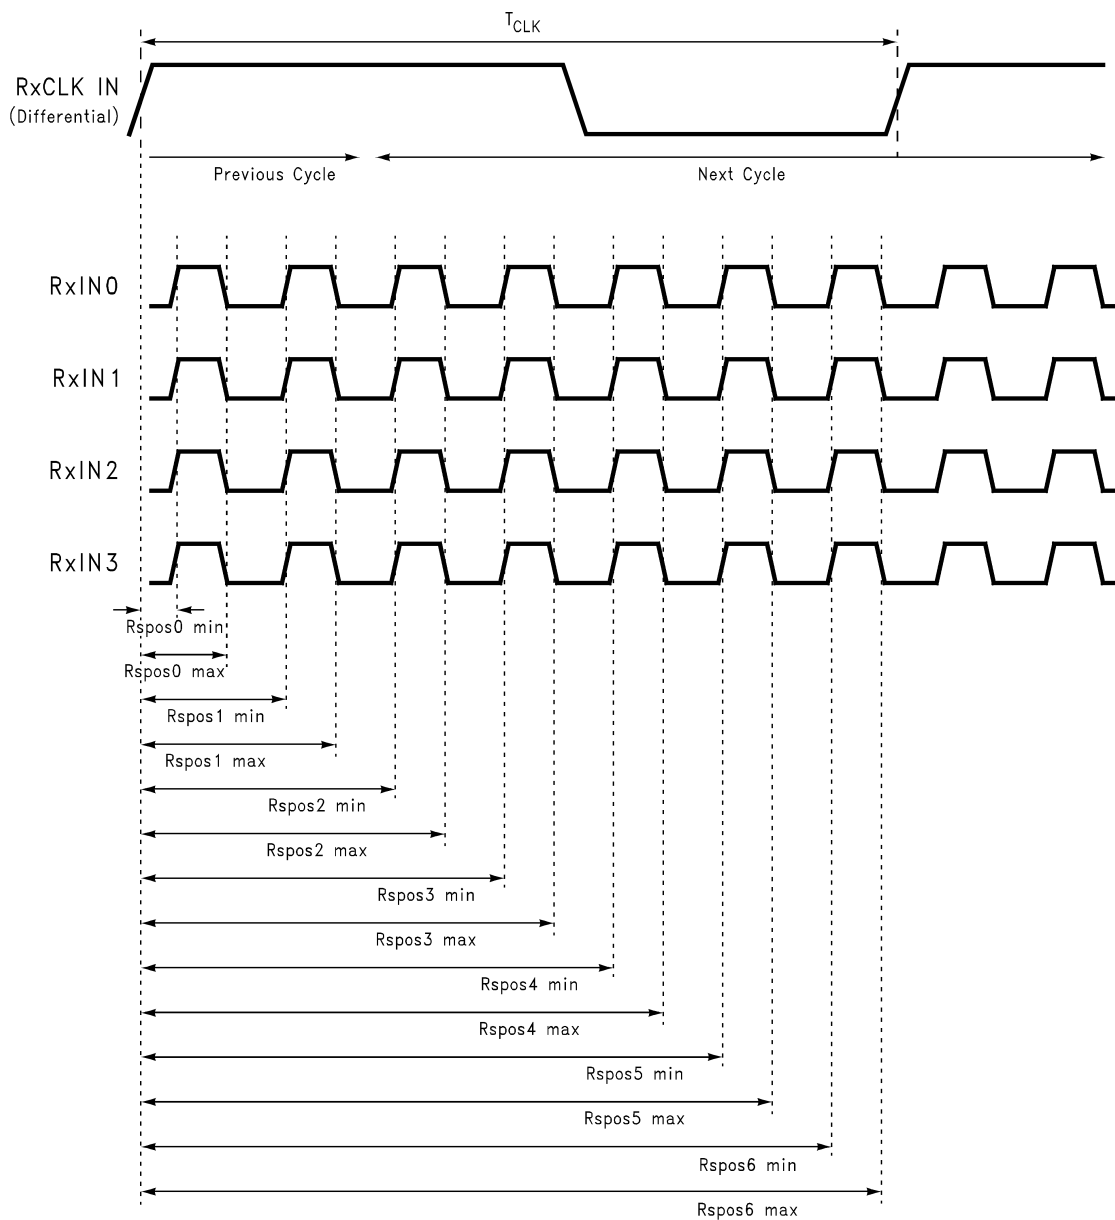 TCLK
RxCLK IN
(Differential)
Previous Cycle
Next Cycle
RxIN0
RxIN1
RxIN2
RxIN3
Rspos0 min
Rspos0 max
Rspos1 min
Rspos1 max
Rspos2 min
Rspos2 max
Rspos3 min
Rspos3 max
Rspos4 min
Rspos4 max
Rspos5 min
Rspos5 max
Rspos6 min
Rspos6 max